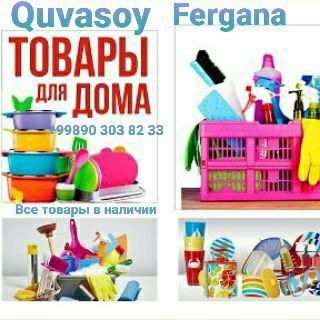 Quvasoy Fergana
ТОВАРЫ
для
ДОМА
+99890 303 82 33
Все товары в наличии